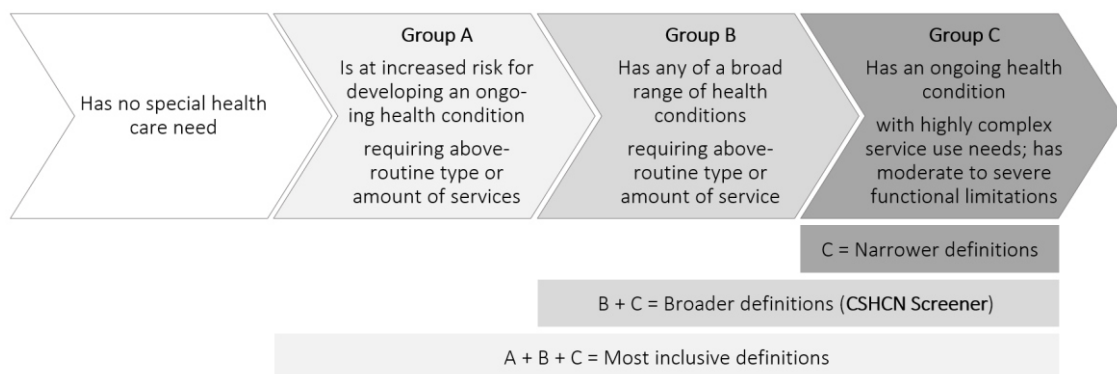 Has no special health
care need
Group A
Is at increased risk for
developing an ongo-
ing health condition
requiring above-
routine type or
amount of services
Group B
Has any of a broad
range of health
conditions
requiring above-
routine type or
amount of service
Group C
Has an ongoing health
condition
with highly complex
service use needs; has
moderate to severe
functional limitations
C = Narrower definitions
B + C = Broader definitions (CSHCN Screener)
A + B + C = Most inclusive definitions